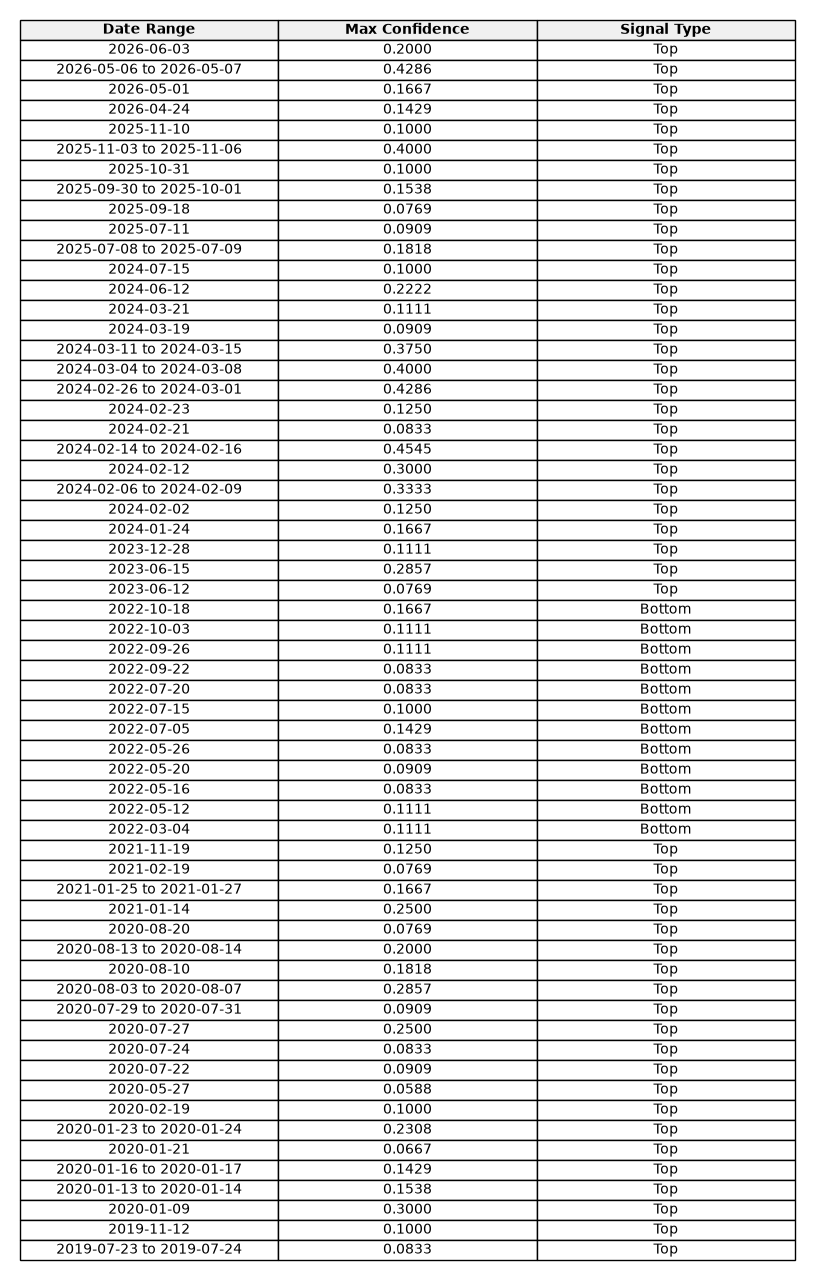 Date Range Max Confidence Signal Type
2026-06-03 0.2000 Top
2026-05-06 to 2026-05-07 0.4286 Top
2026-05-01 0.1667 Top
2026-04-24 0.1429 Top
2025-11-10 0.1000 Top
2025-11-03 to 2025-11-06 0.4000 Top
2025-10-31 0.1000 Top
2025-09-30 to 2025-10-01 0.1538 Top
2025-09-18 0.0769 Top
2025-07-11 0.0909 Top
2025-07-08 to 2025-07-09 0.1818 Top
2024-07-15 0.1000 Top
2024-06-12 0.2222 Top
2024-03-21 0.1111 Top
2024-03-19 0.0909 Top
2024-03-11 to 2024-03-15 0.3750 Top
2024-03-04 to 2024-03-08 0.4000 Top
2024-02-26 to 2024-03-01 0.4286 Top
2024-02-23 0.1250 Top
2024-02-21 0.0833 Top
2024-02-14 to 2024-02-16 0.4545 Top
2024-02-12 0.3000 Top
2024-02-06 to 2024-02-09 0.3333 Top
2024-02-02 0.1250 Top
2024-01-24 0.1667 Top
2023-12-28 0.1111 Top
2023-06-15 0.2857 Top
2023-06-12 0.0769 Top
2022-10-18 0.1667 Bottom
2022-10-03 0.1111 Bottom
2022-09-26 0.1111 Bottom
2022-09-22 0.0833 Bottom
2022-07-20 0.0833 Bottom
2022-07-15 0.1000 Bottom
2022-07-05 0.1429 Bottom
2022-05-26 0.0833 Bottom
2022-05-20 0.0909 Bottom
2022-05-16 0.0833 Bottom
2022-05-12 0.1111 Bottom
2022-03-04 0.1111 Bottom
2021-11-19 0.1250 Top
2021-02-19 0.0769 Top
2021-01-25 to 2021-01-27 0.1667 Top
2021-01-14 0.2500 Top
2020-08-20 0.0769 Top
2020-08-13 to 2020-08-14 0.2000 Top
2020-08-10 0.1818 Top
2020-08-03 to 2020-08-07 0.2857 Top
2020-07-29 to 2020-07-31 0.0909 Top
2020-07-27 0.2500 Top
2020-07-24 0.0833 Top
2020-07-22 0.0909 Top
2020-05-27 0.0588 Top
2020-02-19 0.1000 Top
2020-01-23 to 2020-01-24 0.2308 Top
2020-01-21 0.0667 Top
2020-01-16 to 2020-01-17 0.1429 Top
2020-01-13 to 2020-01-14 0.1538 Top
2020-01-09 0.3000 Top
2019-11-12 0.1000 Top
2019-07-23 to 2019-07-24 0.0833 Top